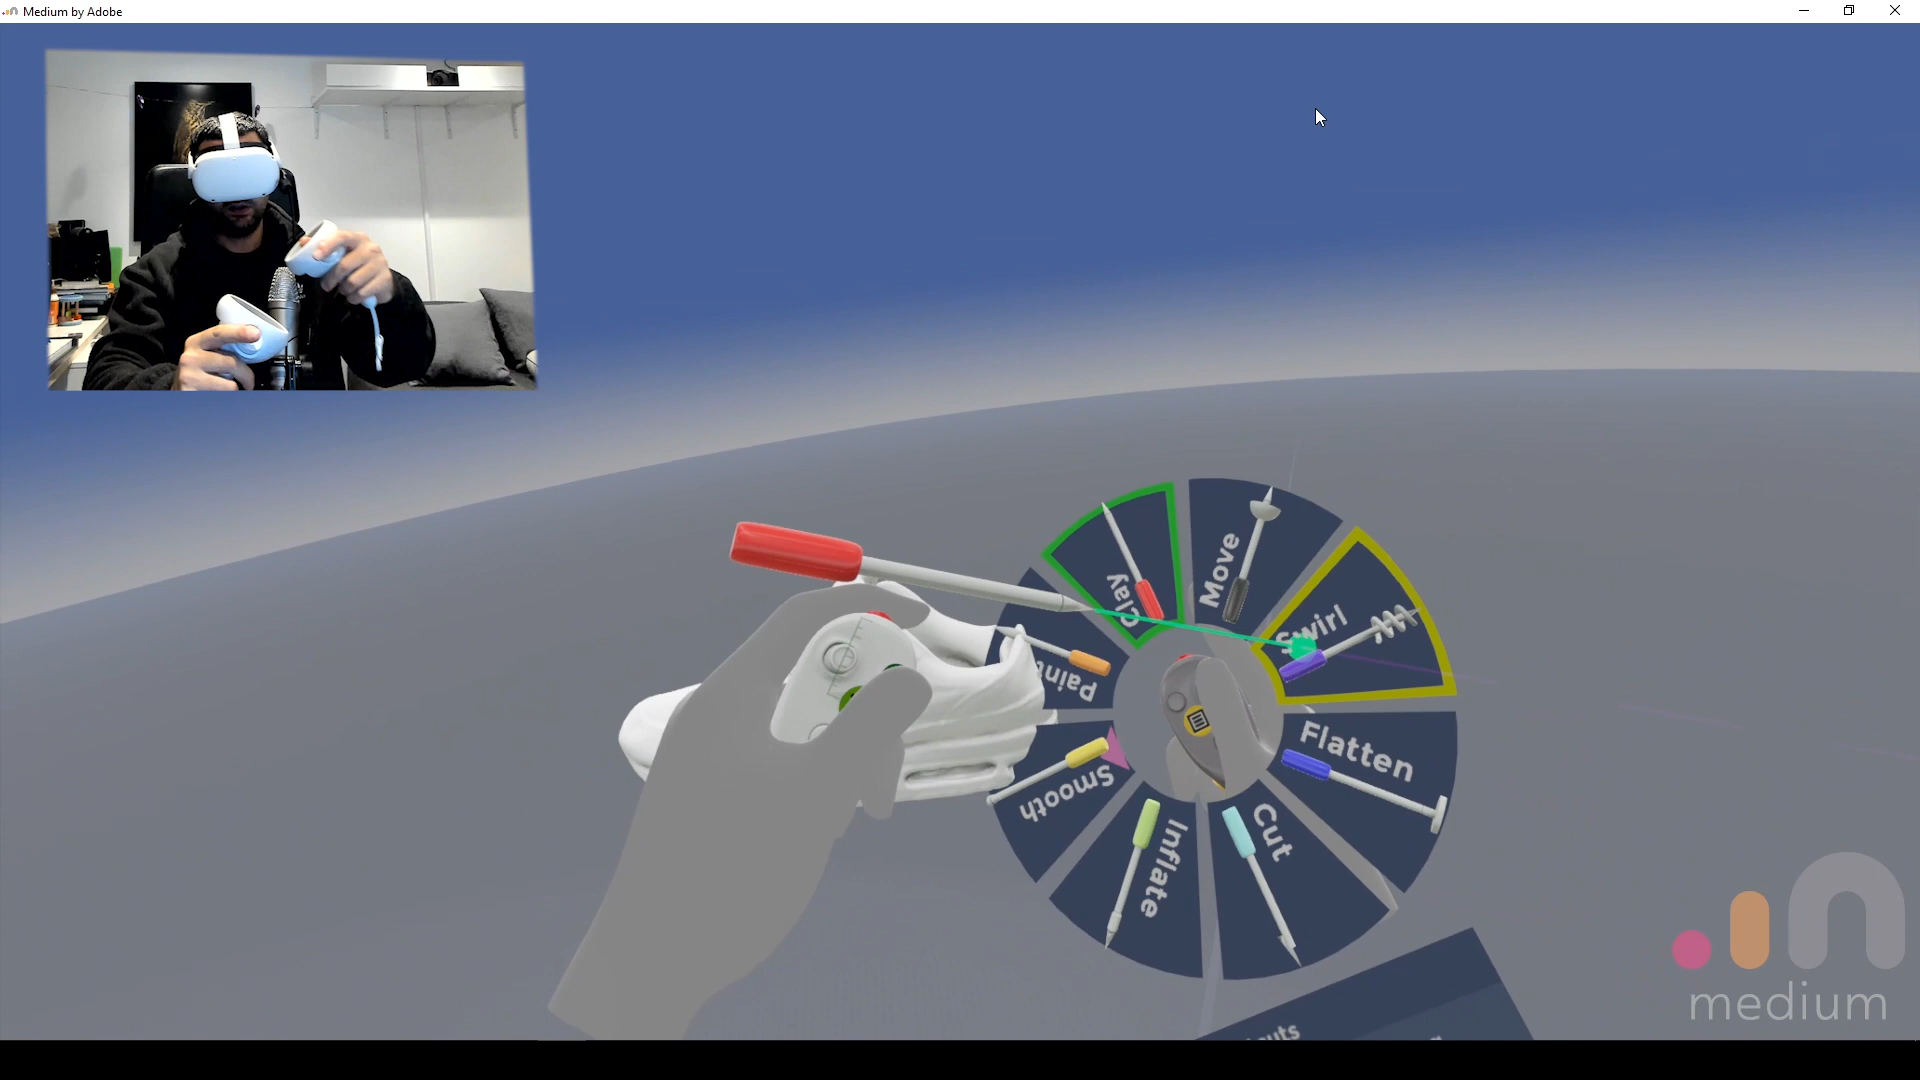 Medium by Adobe
Clay
Move
Swirl
Paint
Flatten
Smooth
Cut
Inflate
medium